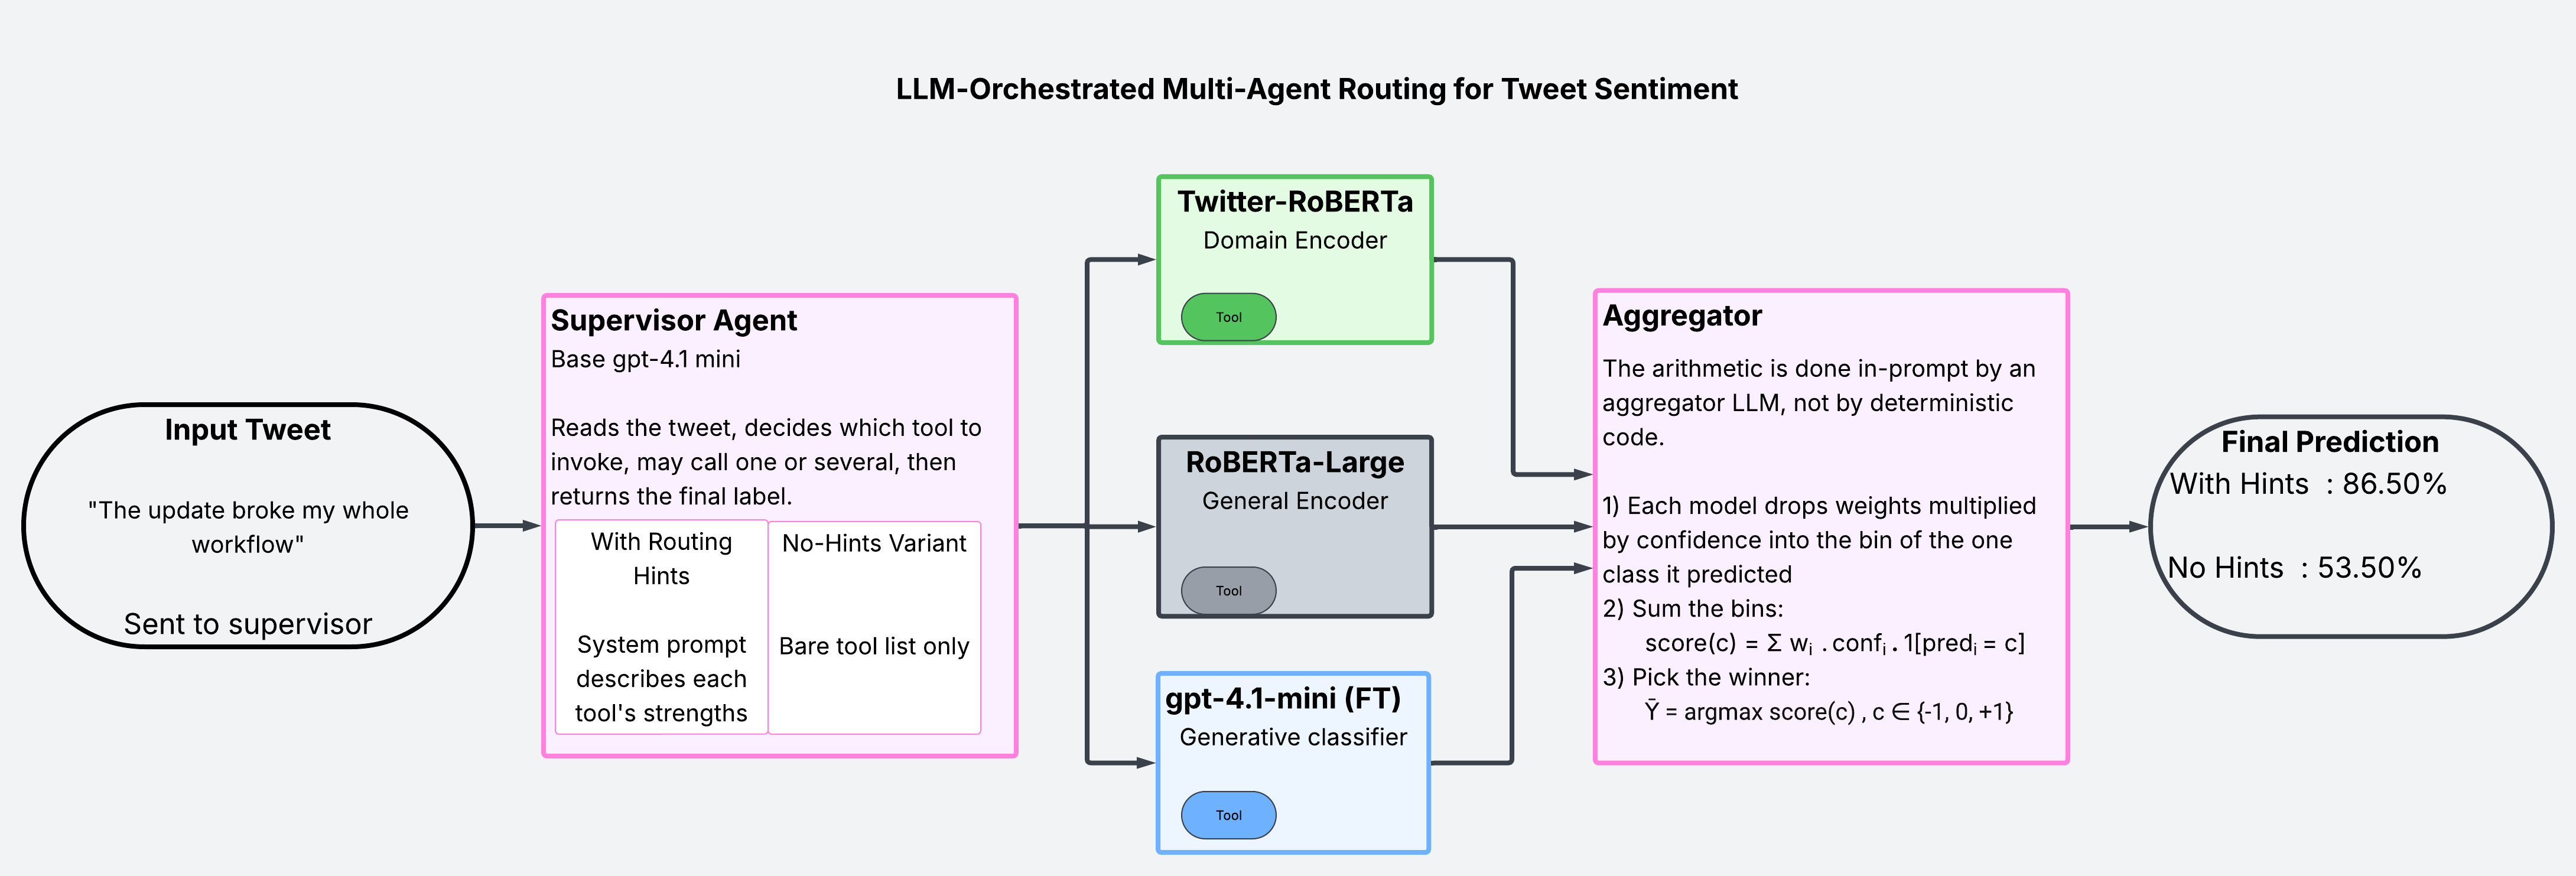 LLM-Orchestrated Multi-Agent Routing for Tweet Sentiment
Input Tweet
"The update broke my whole
workflow"
Sent to supervisor
Supervisor Agent
Base gpt-4.1 mini
Reads the tweet, decides which tool to
invoke, may call one or several, then
returns the final label.
With Routing
Hints
System prompt
describes each
tool's strengths
No-Hints Variant
Bare tool list only
Twitter-RoBERTa
Domain Encoder
Tool
RoBERTa-Large
General Encoder
Tool
gpt-4.1-mini (FT)
Generative classifier
Tool
Aggregator
The arithmetic is done in-prompt by an
aggregator LLM, not by deterministic
code.
1) Each model drops weights multiplied
by confidence into the bin of the one
class it predicted
2) Sum the bins:
score(c) = Σ wᵢ . confᵢ . 1[predᵢ = c]
3) Pick the winner:
Ȳ = argmax score(c) , c ∈ {-1, 0, +1}
Final Prediction
With Hints : 86.50%
No Hints : 53.50%